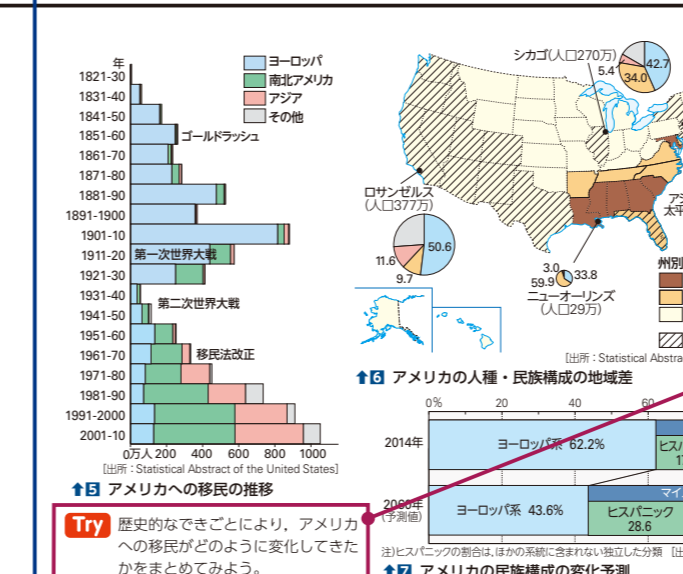 年
1821-30
1831-40
1841-50
1851-60
1861-70
1871-80
1881-90
1891-1900
1901-10
1911-20
1921-30
1931-40
1941-50
1951-60
1961-70
1971-80
1981-90
1991-2000
2001-10
ヨーロッパ
南北アメリカ
アジア
その他
ゴールドラッシュ
第一次世界大戦
第二次世界大戦
移民法改正
0万人 200 400 600 800 1000
[出所:Statistical Abstract of the United States]
↑5 アメリカへの移民の推移
Try 歴史的なできごとにより,アメリカ
への移民がどのように変化してきた
かをまとめてみよう。
シカゴ(人口270万)
5.4
42.7
34.0
ロサンゼルス
(人口377万)
50.6
11.6
9.7
3.0
33.8
59.9
ニューオーリンズ
(人口29万)
太平
州別
[出所:Statistical Abstra
↑6 アメリカの人種・民族構成の地域差
0% 20 40 60
2014年
ヨーロッパ系 62.2%
ヒスパ
(予測値)
ヨーロッパ系 43.6%
マイ
ヒスパニック
28.6
注)ヒスパニックの割合は,ほかの系統に含まれない独立した分類
↑7 アメリカの民族構成の変化予測